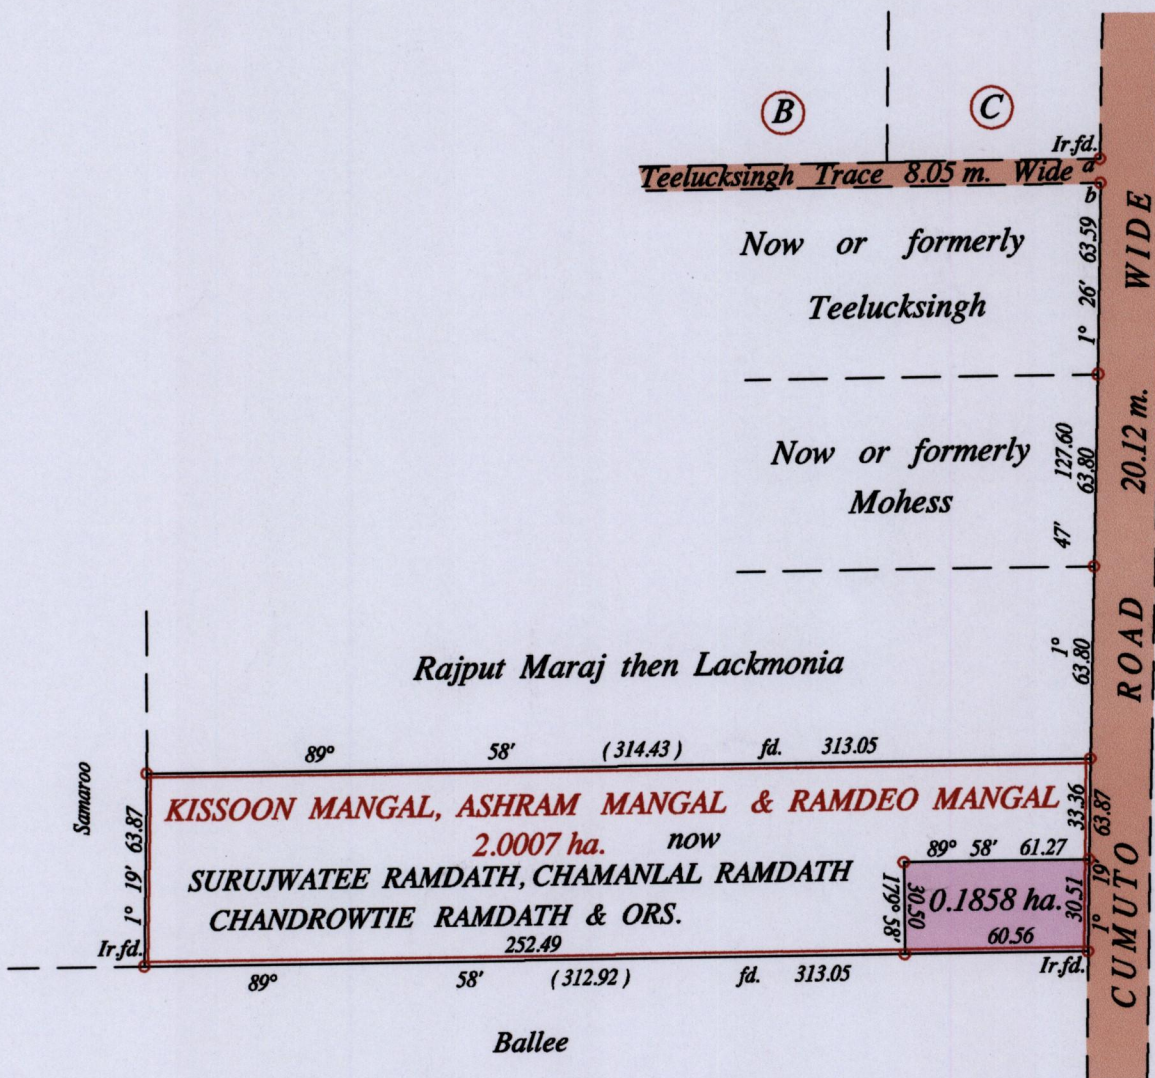 B
C
Ir.fd.
Teelucksingh Trace 8.05 m. Wide a
b
Now or formerly
Teelucksingh
1° 26' 63.59
Now or formerly
Mohess
1° 47' 127.60
63.80
63.80
Rajput Maraj then Lackmonia
89° 58' (314.43) fd. 313.05
Samaroo
1° 19' 63.87
KISSOON MANGAL, ASHRAM MANGAL & RAMDEO MANGAL
2.0007 ha. now
SURUJWATEE RAMDATH, CHAMANLAL RAMDATH
CHANDROWTIE RAMDATH & ORS.
252.49
33.36
1° 19' 63.87
89° 58' 61.27
179° 58'
30.50
0.1858 ha.
30.51
60.56
Ir.fd.
Ir.fd.
89° 58' (312.92) fd. 313.05
Ballee
CUMUTO ROAD 20.12 m. WIDE